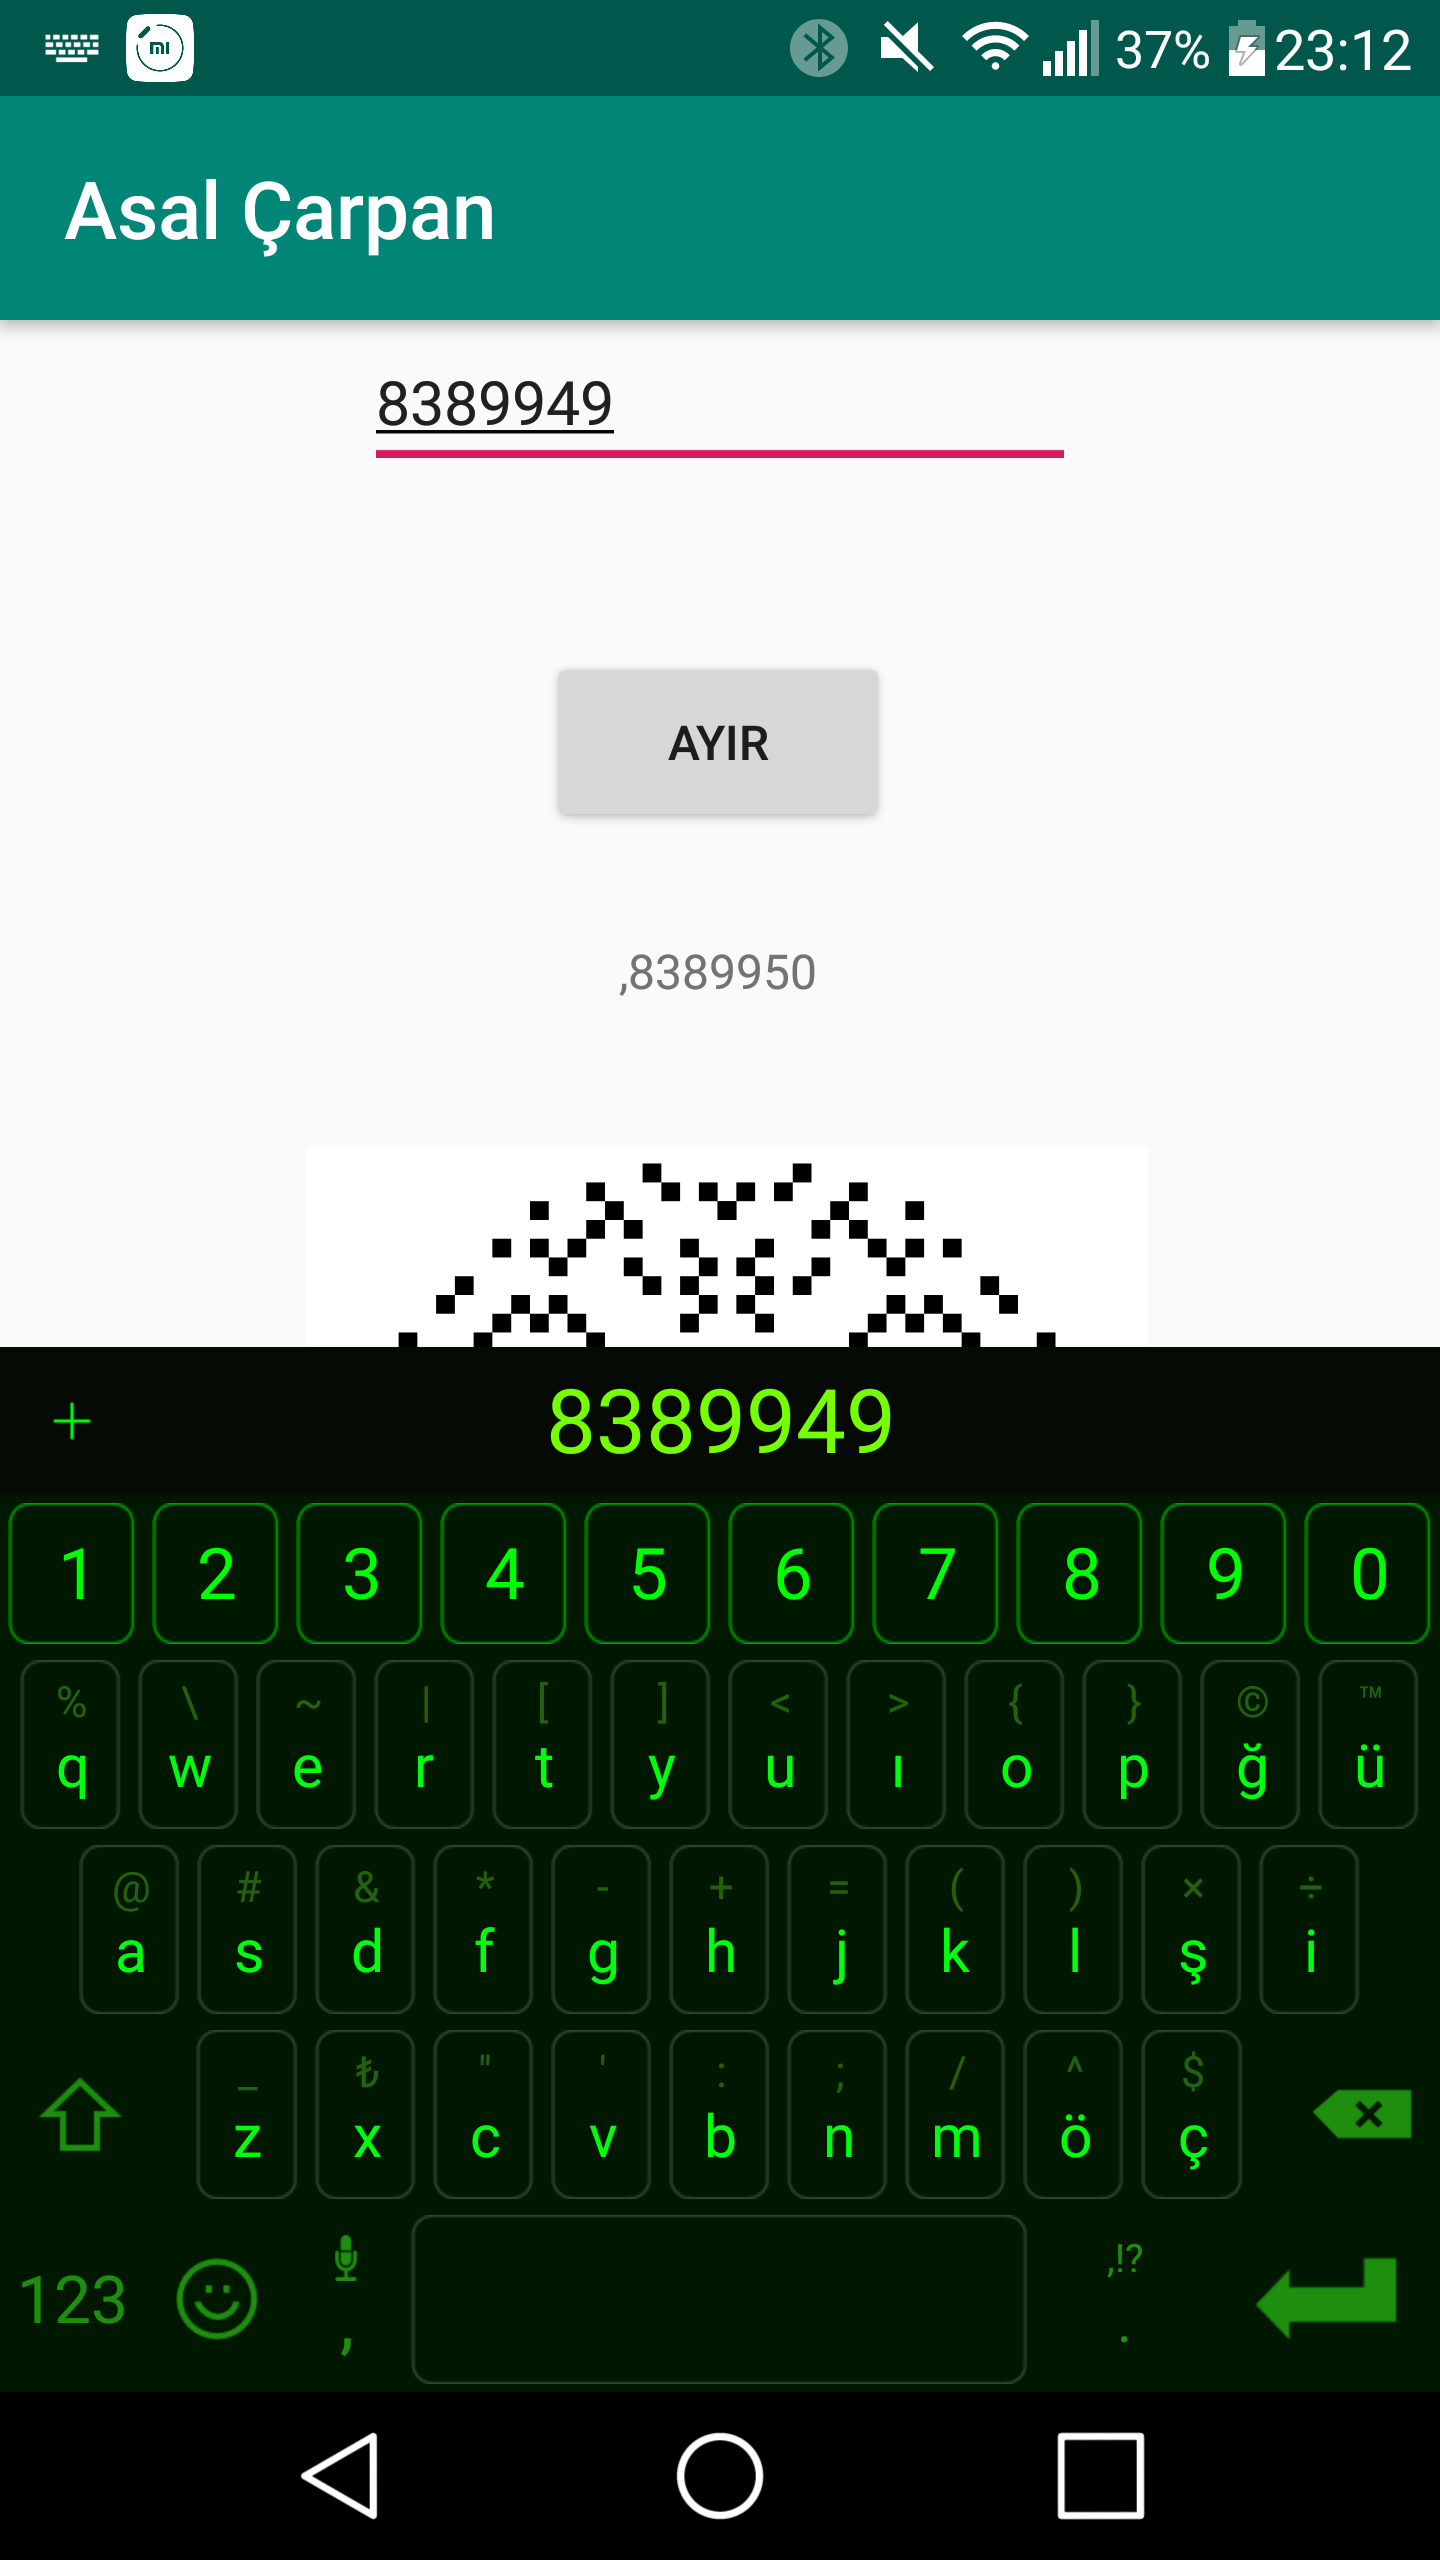 mi
37% 23:12
Asal Çarpan
8389949
AYIR
,8389950
+ 8389949
1 2 3 4 5 6 7 8 9 0
% \ ~ | [ ] < > { } © ™
q w e r t y u ı o p ğ ü
@ # & * - + = ( ) × ÷
a s d f g h j k l ş i
_ ₺ " ' : ; / ^ $
z x c v b n m ö ç
,!?
123 , .